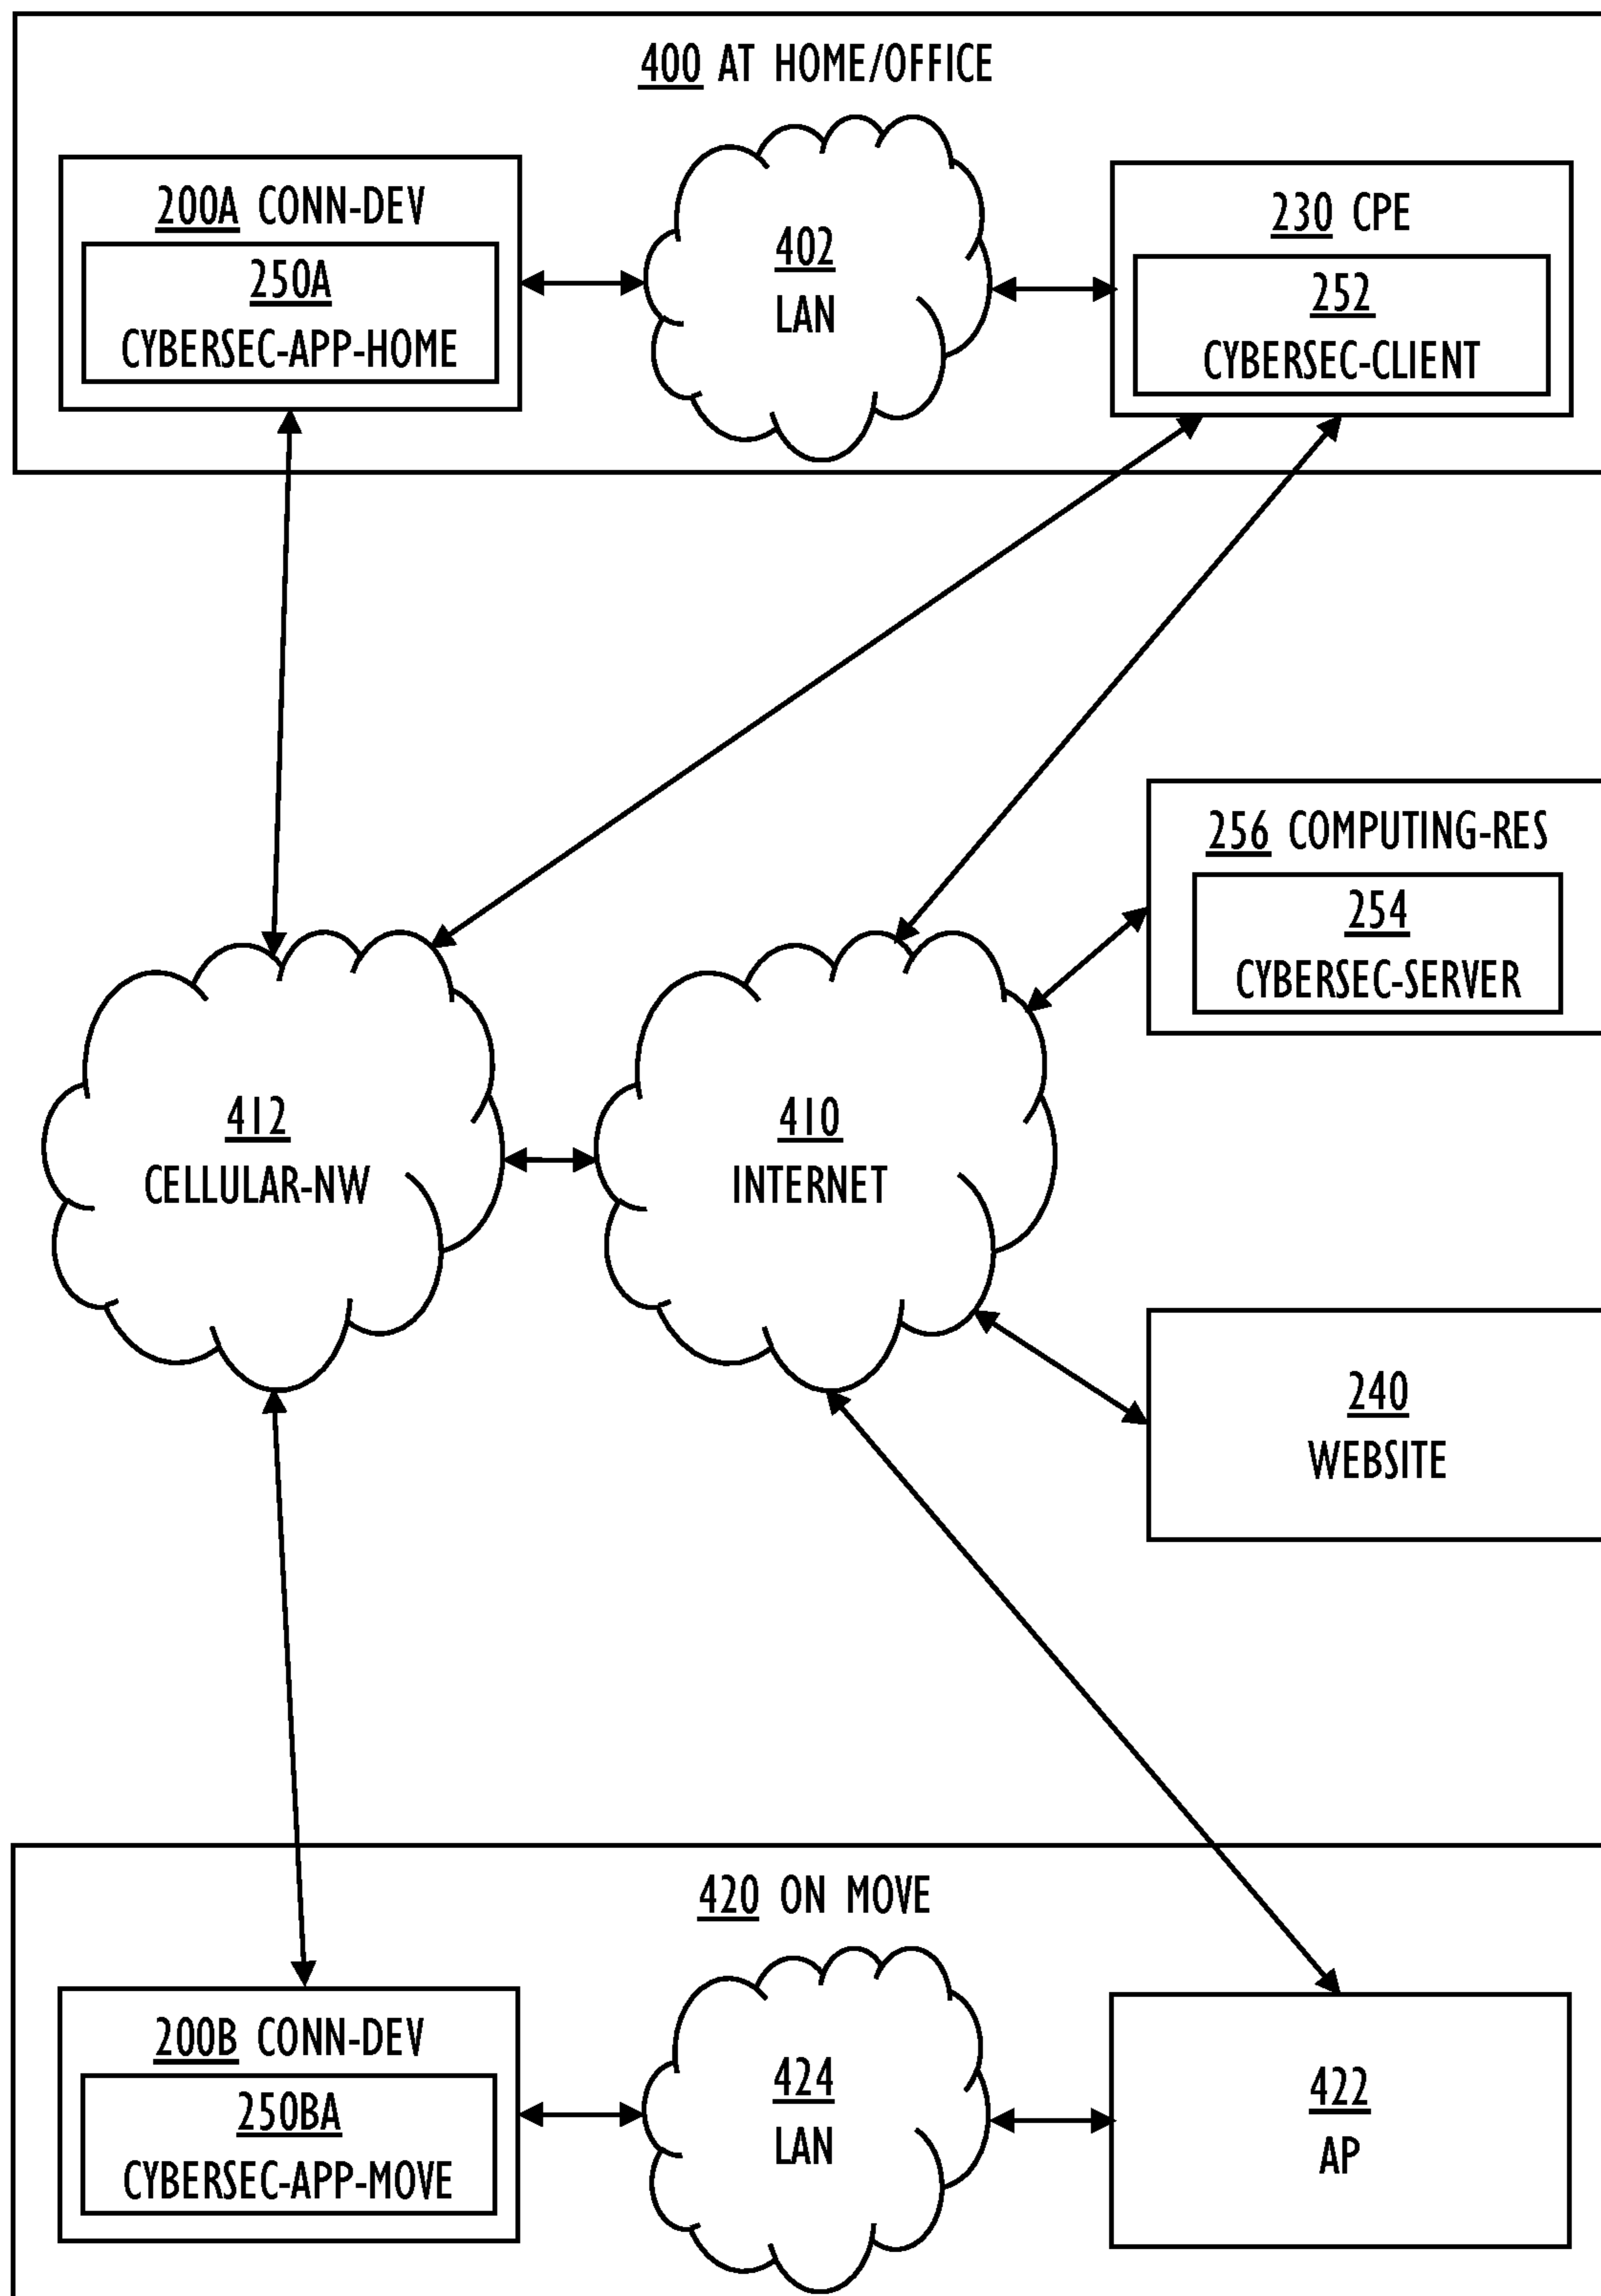 400 AT HOME/OFFICE
200A CONN-DEV
250A
CYBERSEC-APP-HOME
402
LAN
230 CPE
252
CYBERSEC-CLIENT
256 COMPUTING-RES
254
CYBERSEC-SERVER
412
CELLULAR-NW
410
INTERNET
240
WEBSITE
420 ON MOVE
200B CONN-DEV
250BA
CYBERSEC-APP-MOVE
424
LAN
422
AP